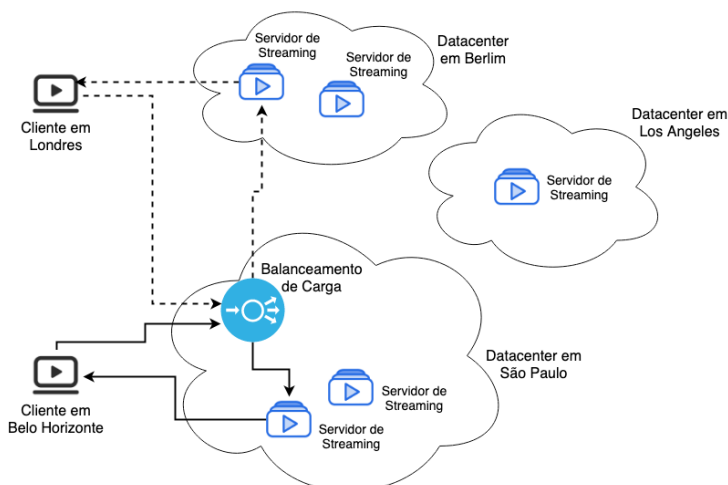 Servidor de
Streaming
Servidor de
Streaming
Datacenter
em Berlim
Cliente em
Londres
Datacenter em
Los Angeles
Servidor de
Streaming
Balanceamento
de Carga
Datacenter em
São Paulo
Servidor de
Streaming
Cliente em
Belo Horizonte
Servidor de
Streaming